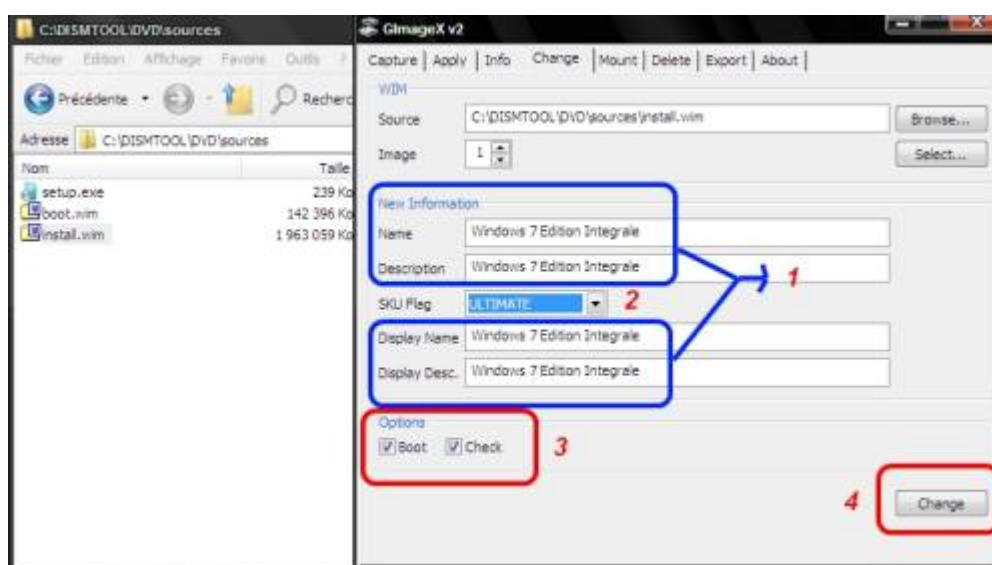 C:\DISMTOOL\DVD\sources
Fichier Edition Affichage Favoris Outils ?
Précédente
Recherc
Adresse C:\DISMTOOL\DVD\sources
Nom Taille
setup.exe 239 Ko
boot.wim 142 396 Ko
install.wim 1 963 059 Ko
GImageX v2
Capture Apply Info Change Mount Delete Export About
WIM
Source C:\DISMTOOL\DVD\sources\install.wim Browse...
Image 1 Select...
New Information
Name Windows 7 Edition Integrale
Description Windows 7 Edition Integrale
1
SKU Flag ULTIMATE 2
Display Name Windows 7 Edition Integrale
Display Desc. Windows 7 Edition Integrale
Options
Boot Check 3
4 Change